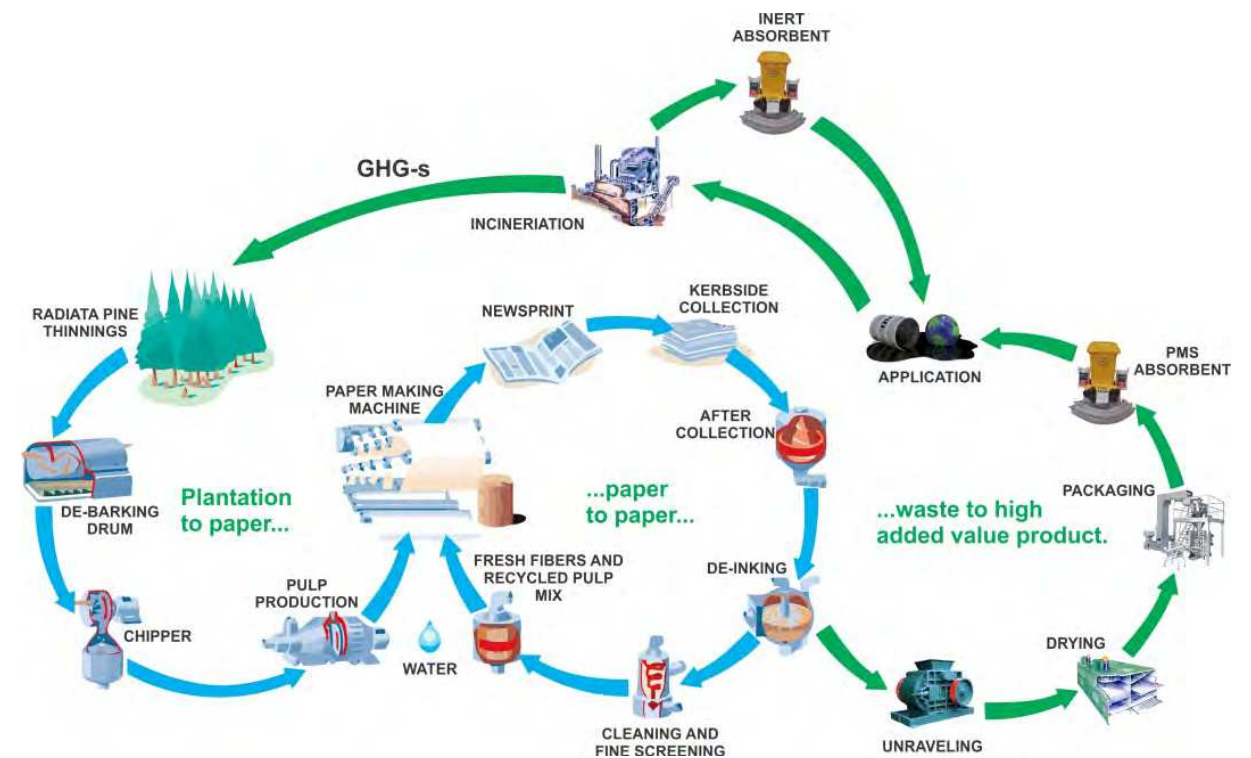 INERT
ABSORBENT
GHG-s
INCINERIATION
RADIATA PINE
THINNINGS
NEWSPRINT
KERBSIDE
COLLECTION
APPLICATION
PMS
ABSORBENT
PAPER MAKING
MACHINE
AFTER
COLLECTION
DE-BARKING
DRUM
Plantation
to paper...
...paper
to paper...
PACKAGING
...waste to high
added value product.
PULP
PRODUCTION
FRESH FIBERS AND
RECYCLED PULP
MIX
DE-INKING
CHIPPER
WATER
DRYING
CLEANING AND
FINE SCREENING
UNRAVELING